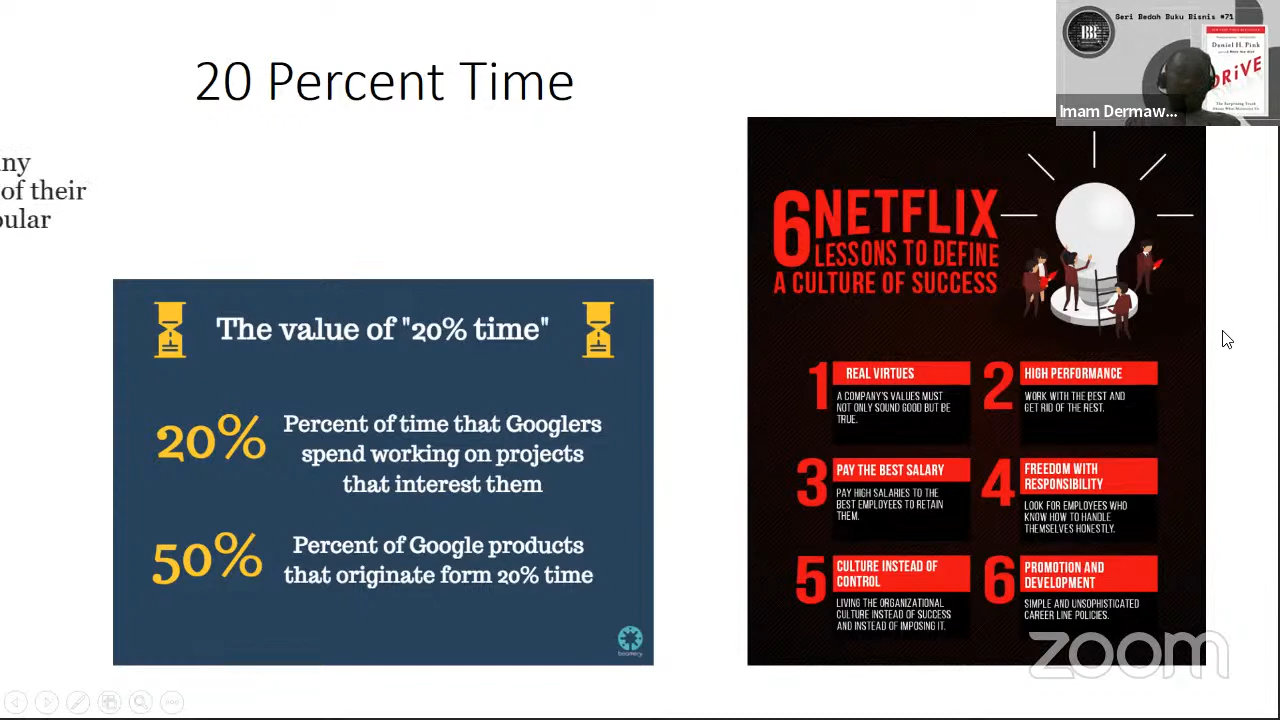 Seri Bedah Buku Bisnis #71
Daniel H. Pink
DRiVE
Imam Dermaw...
20 Percent Time
ny
of their
ular
The value of "20% time"
20%
Percent of time that Googlers
spend working on projects
that interest them
50%
Percent of Google products
that originate form 20% time
6 NETFLIX
LESSONS TO DEFINE
A CULTURE OF SUCCESS
1 REAL VIRTUES
A COMPANY'S VALUES MUST
NOT ONLY SOUND GOOD BUT BE
TRUE.
2 HIGH PERFORMANCE
WORK WITH THE BEST AND
GET RID OF THE REST.
3 PAY THE BEST SALARY
PAY HIGH SALARIES TO THE
BEST EMPLOYEES TO RETAIN
THEM.
4 FREEDOM WITH
RESPONSIBILITY
LOOK FOR EMPLOYEES WHO
KNOW HOW TO HANDLE
THEMSELVES HONESTLY.
5 CULTURE INSTEAD OF
CONTROL
LIVING THE ORGANIZATIONAL
CULTURE INSTEAD OF SUCCESS
AND INSTEAD OF IMPOSING IT.
6 PROMOTION AND
DEVELOPMENT
SIMPLE AND UNSOPHISTICATED
CAREER LINE POLICIES.
zoom